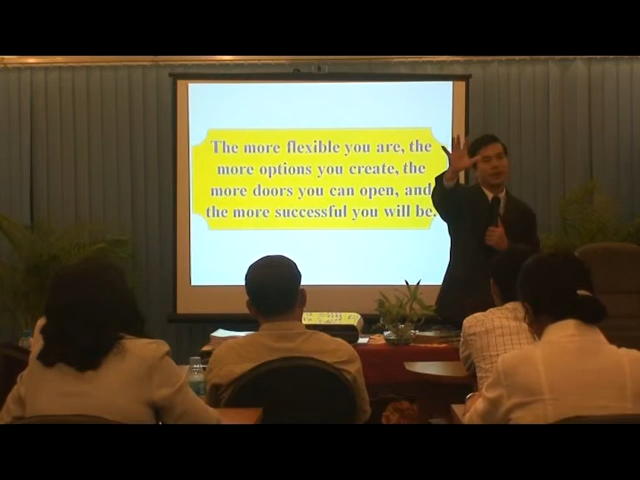 The more flexible you are, the
more options you create, the
more doors you can open, and
the more successful you will be.